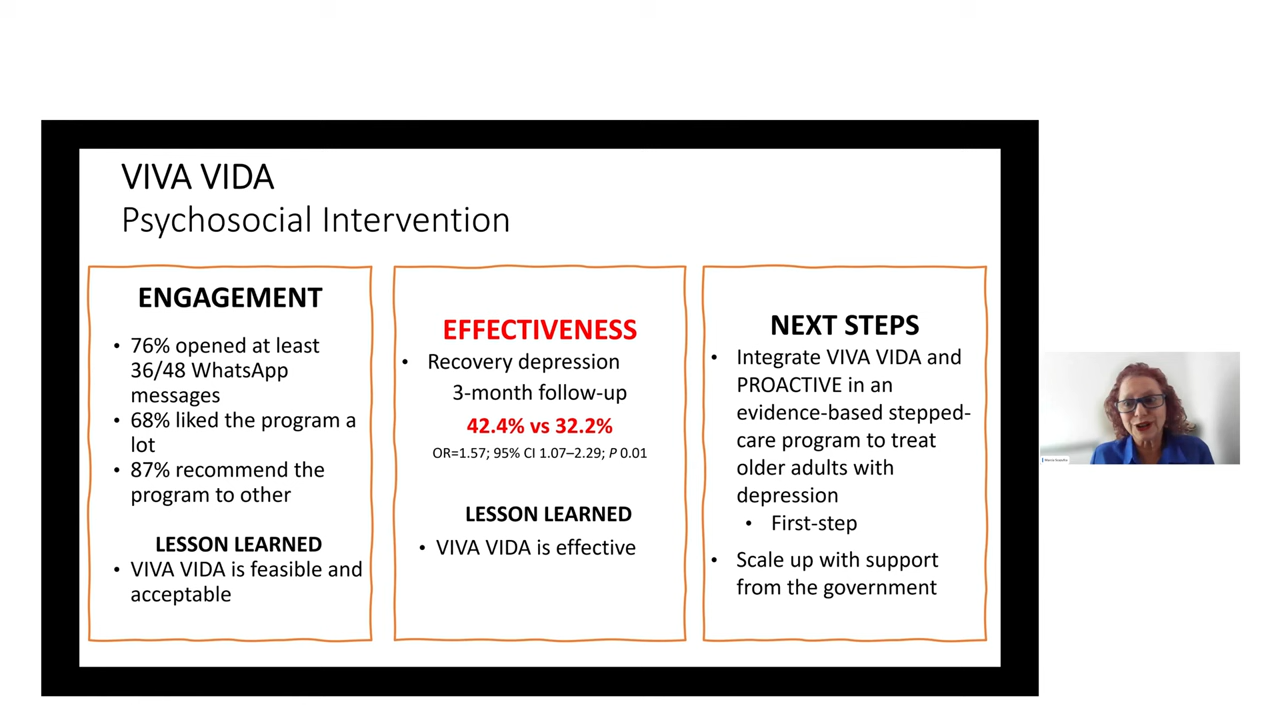 VIVA VIDA
Psychosocial Intervention
ENGAGEMENT
• 76% opened at least
36/48 WhatsApp
messages
• 68% liked the program a
lot
• 87% recommend the
program to other
LESSON LEARNED
• VIVA VIDA is feasible and
acceptable
EFFECTIVENESS
• Recovery depression
3-month follow-up
42.4% vs 32.2%
OR=1.57; 95% CI 1.07–2.29; P 0.01
LESSON LEARNED
• VIVA VIDA is effective
NEXT STEPS
• Integrate VIVA VIDA and
PROACTIVE in an
evidence-based stepped-
care program to treat
older adults with
depression
• First-step
• Scale up with support
from the government